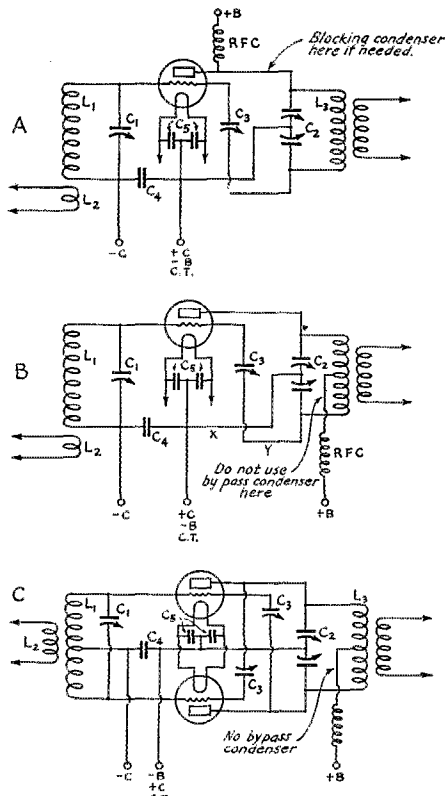 +B
RFC
Blocking condenser
here if needed.
A
L1
C1
C5
C3
L3
C2
L2
C4
-C
+C
-B
C.T.
B
L1
C1
C5
C3
C2
L2
C4
X
Y
Do not use
by pass condenser
here
RFC
-C
+C
-B
C.T.
+B
C
L1
C1
C5
C3
L3
L2
C4
C2
C3
No bypass
condenser
-C
-B
+C
+B